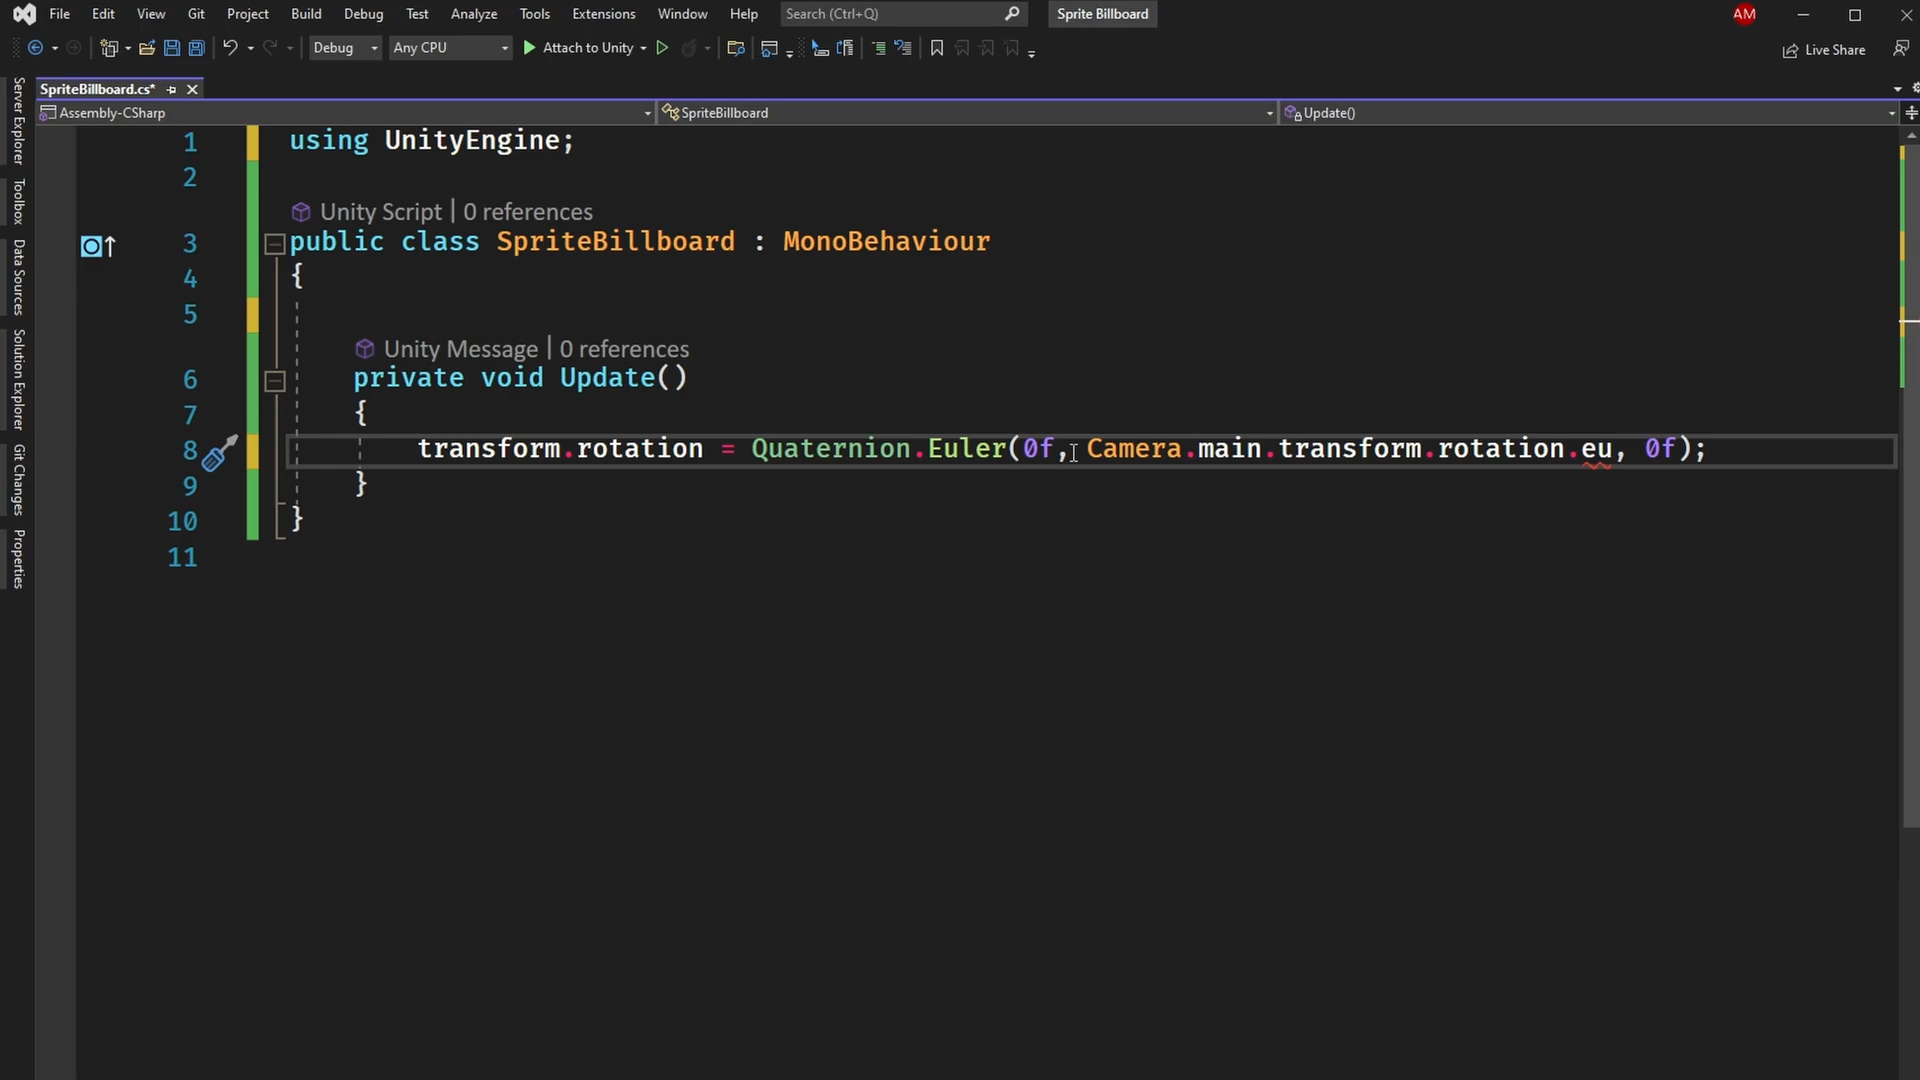 File Edit View Git Project Build Debug Test Analyze Tools Extensions Window Help Search (Ctrl+Q) Sprite Billboard AM
Debug Any CPU Attach to Unity Live Share
SpriteBillboard.cs*
Assembly-CSharp SpriteBillboard Update()
Server Explorer
Toolbox
Data Sources
Solution Explorer
Git Changes
Properties
1 using UnityEngine;
2
Unity Script | 0 references
3 public class SpriteBillboard : MonoBehaviour
4 {
5
Unity Message | 0 references
6 private void Update()
7 {
8 transform.rotation = Quaternion.Euler(0f, Camera.main.transform.rotation.eu, 0f);
9 }
10 }
11